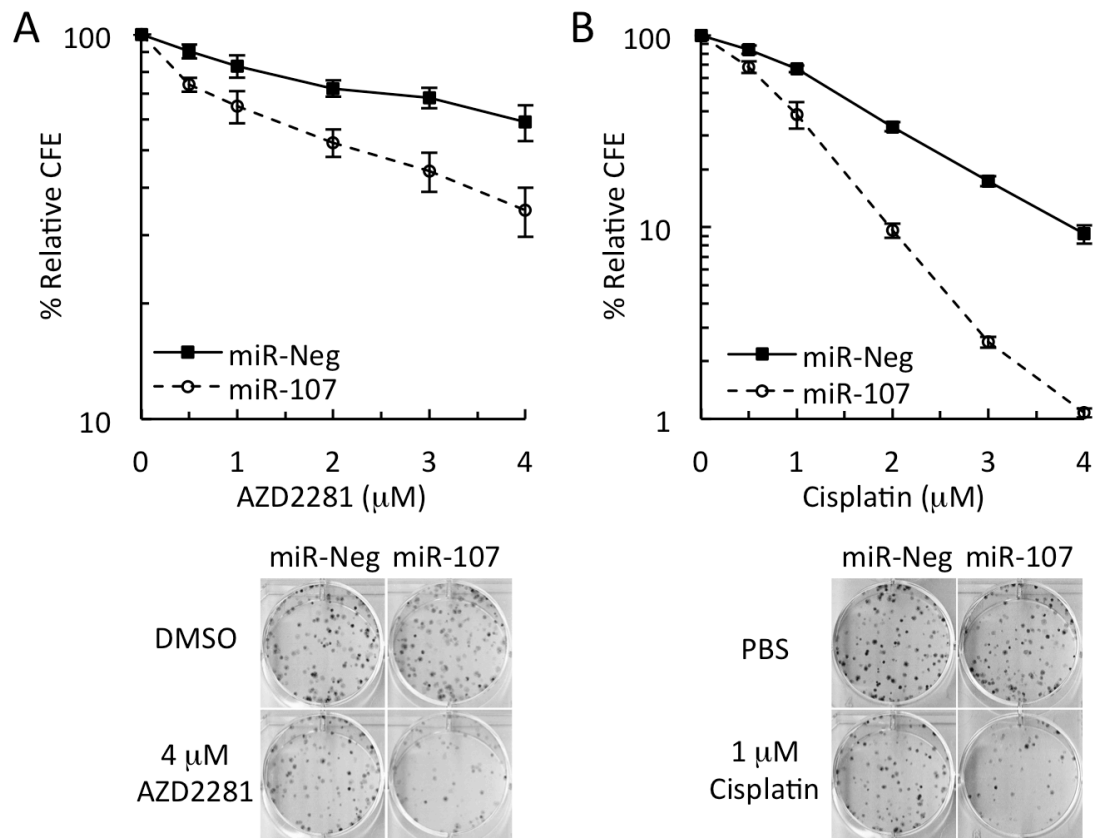 A
100
% Relative CFE
miR-Neg
miR-107
10
0 1 2 3 4
AZD2281 (μM)
miR-Neg miR-107
DMSO
4 μM
AZD2281
B
100
% Relative CFE
10
miR-Neg
miR-107
1
0 1 2 3 4
Cisplatin (μM)
miR-Neg miR-107
PBS
1 μM
Cisplatin